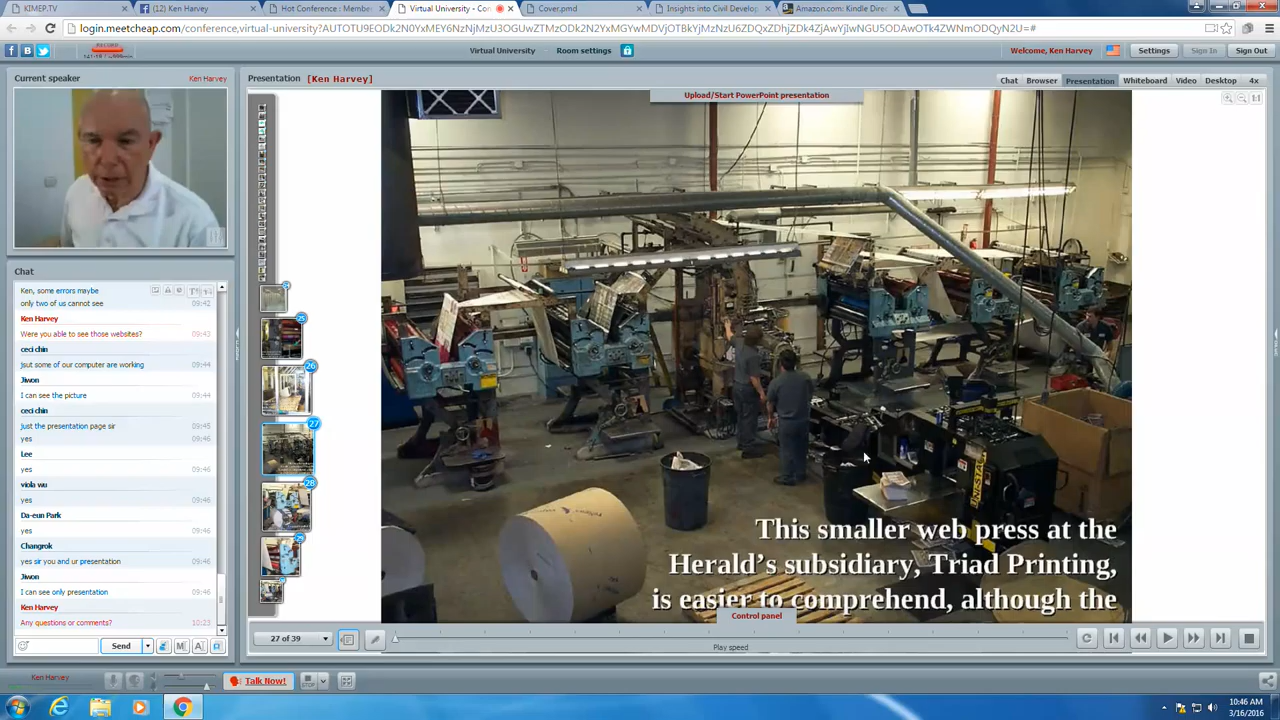 KIMEP.TV
(12) Ken Harvey
Hot Conference : Member
Virtual University - Con
Cover.pmd
Insights into Civil Develop
Amazon.com: Kindle Direc
RECORD
Virtual University
Room settings
Welcome, Ken Harvey
Settings
Sign In
Sign Out
Current speaker
Ken Harvey
Presentation
[Ken Harvey]
Chat
Browser
Presentation
Whiteboard
Video
Desktop
4x
Upload/Start PowerPoint presentation
Chat
Ken, some errors maybe
only two of us cannot see 09:42
Ken Harvey
Were you able to see those websites? 09:43
ceci chin
jsut some of our computer are working 09:44
Jiwon
I can see the picture 09:44
ceci chin
just the presentation page sir 09:45
yes 09:46
Lee
yes 09:46
viola wu
yes 09:46
Da-eun Park
yes 09:46
Changrok
yes sir you and ur presentation 09:46
Jiwon
I can see only presentation 09:46
Ken Harvey
Any questions or comments? 10:23
Send
Ken Harvey
Talk Now!
STOP
25
26
27
28
29
This smaller web press at the
Herald's subsidiary, Triad Printing,
is easier to comprehend, although the
Control panel
27 of 39
Play speed
10:46 AM
3/16/2016